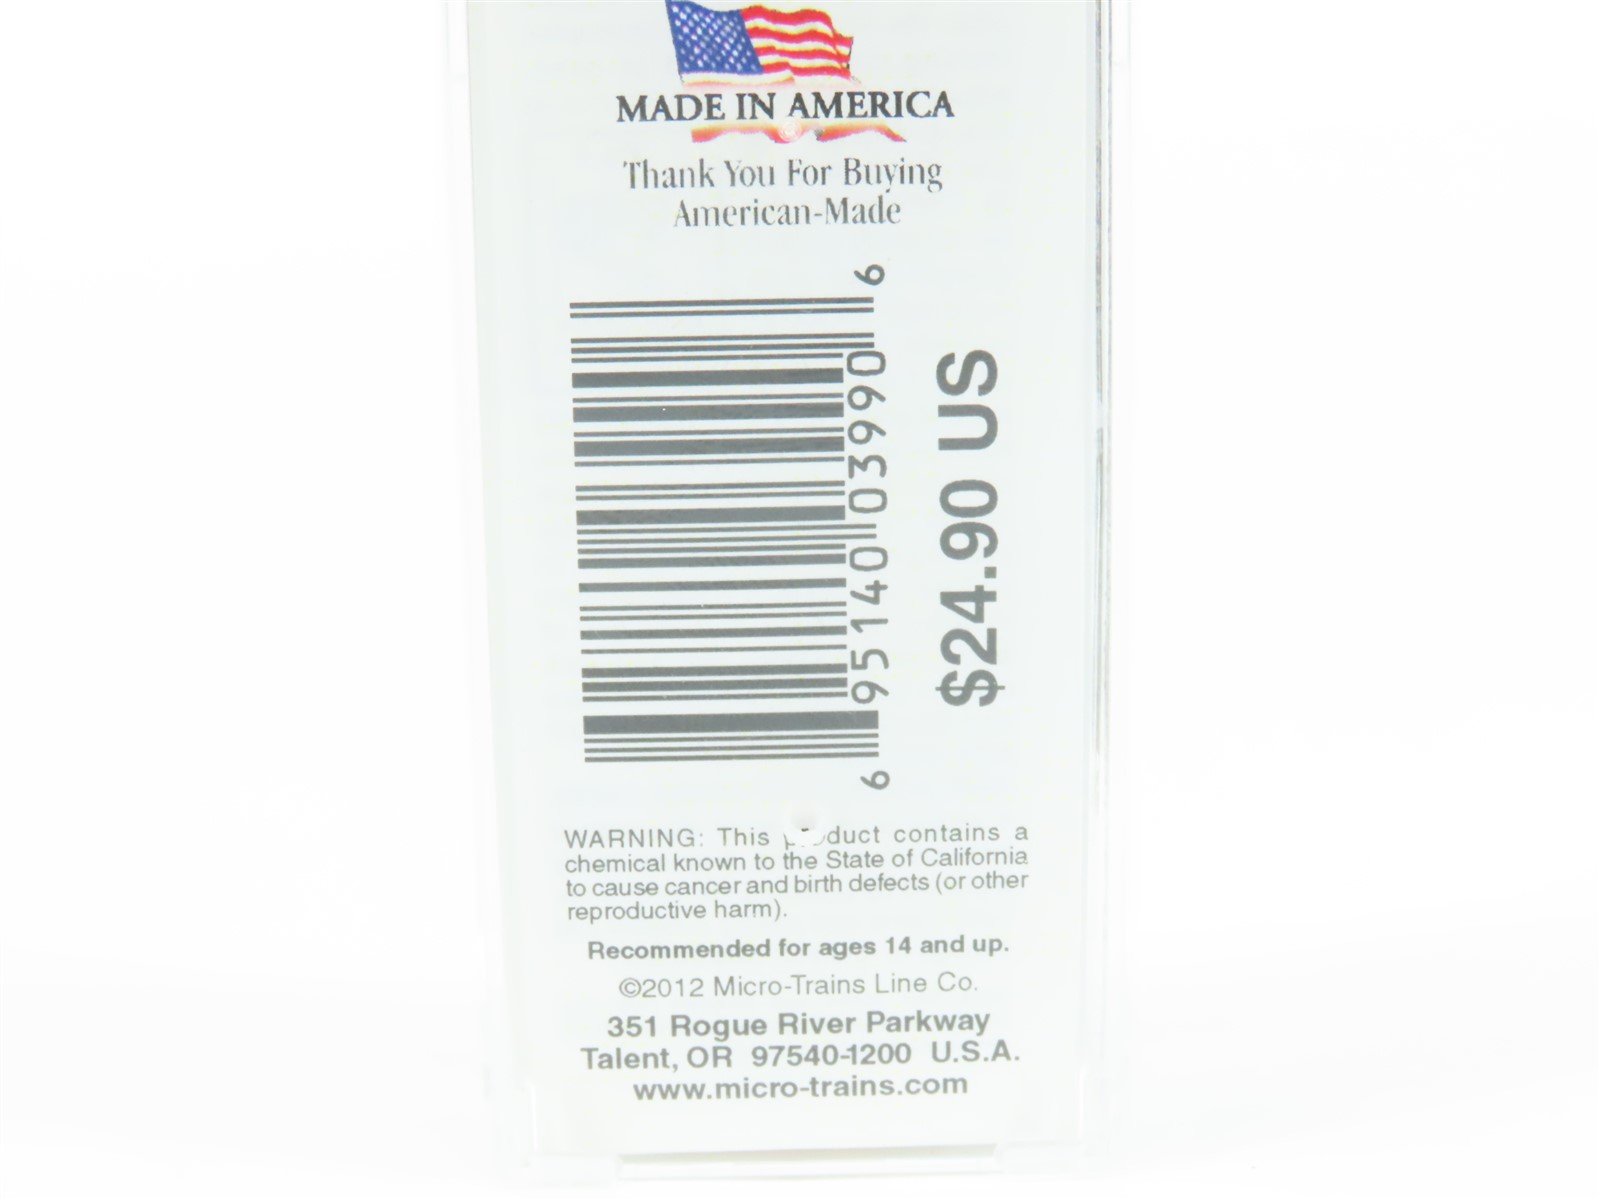 MADE IN AMERICA
Thank You For Buying
American-Made
6 95140 03990 6
$24.90 US
WARNING: This contains a
chemical known to the State of California
to cause cancer and birth defects (or other
reproductive harm).
Recommended for ages 14 and up.
©2012 Micro-Trains Line Co.
351 Rogue River Parkway
Talent, OR 97540-1200 U.S.A.
www.micro-trains.com